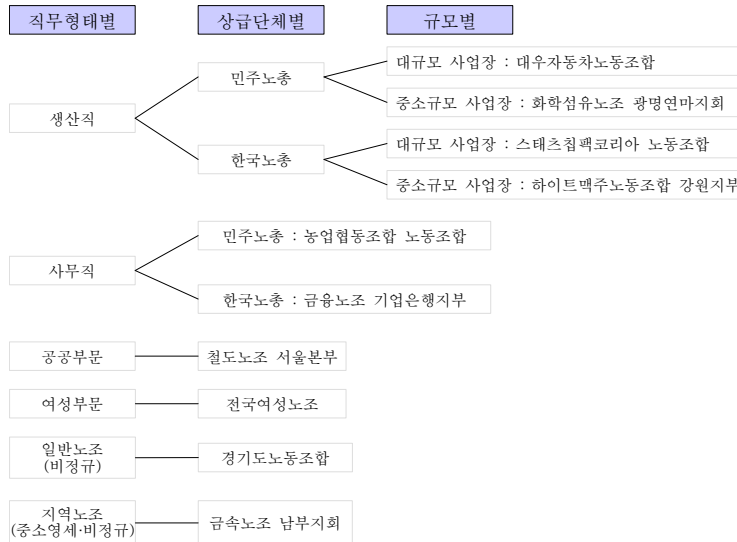 직무형태별 상급단체별 규모별
생산직
민주노총
대규모 사업장 : 대우자동차노동조합
중소규모 사업장 : 화학섬유노조 광명연마지회
한국노총
대규모 사업장 : 스태츠칩팩코리아 노동조합
중소규모 사업장 : 하이트맥주노동조합 강원지부
사무직
민주노총 : 농업협동조합 노동조합
한국노총 : 금융노조 기업은행지부
공공부문
철도노조 서울본부
여성부문
전국여성노조
일반노조
(비정규)
경기도노동조합
지역노조
(중소영세·비정규)
금속노조 남부지회